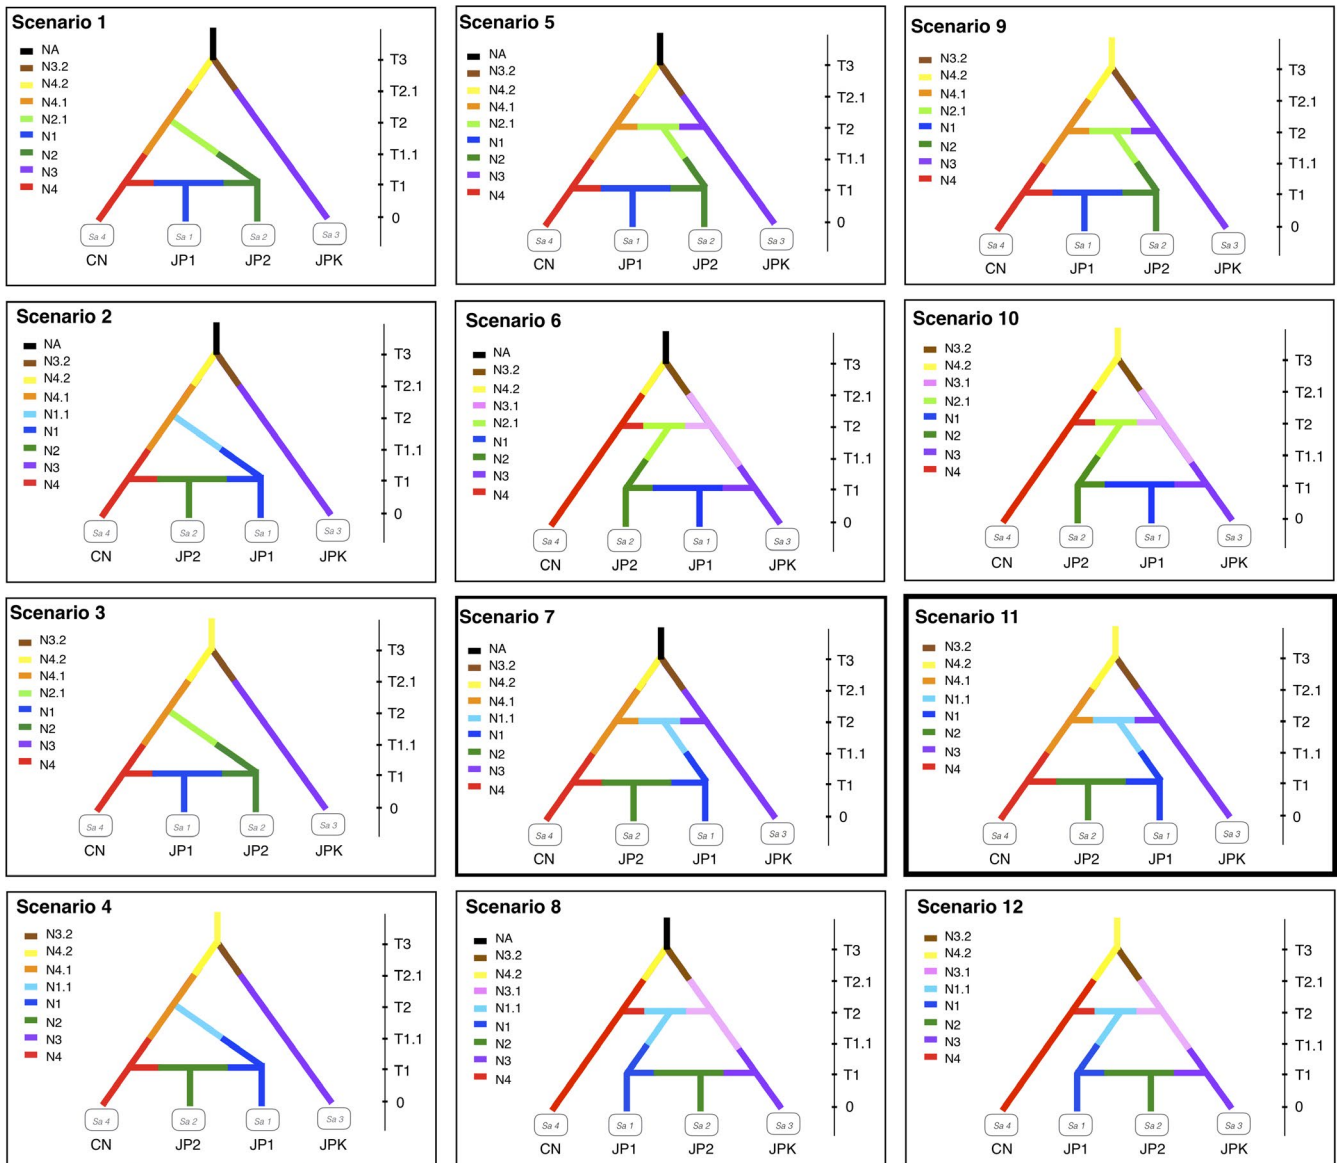 Scenario 1
NA
N3.2
N4.2
N4.1
N2.1
N1
N2
N3
N4
T3
T2.1
T2
T1.1
T1
0
Sa 4
Sa 1
Sa 2
Sa 3
CN
JP1
JP2
JPK
Scenario 5
NA
N3.2
N4.2
N4.1
N2.1
N1
N2
N3
N4
T3
T2.1
T2
T1.1
T1
0
Sa 4
Sa 1
Sa 2
Sa 3
CN
JP1
JP2
JPK
Scenario 9
N3.2
N4.2
N4.1
N2.1
N1
N2
N3
N4
T3
T2.1
T2
T1.1
T1
0
Sa 4
Sa 1
Sa 2
Sa 3
CN
JP1
JP2
JPK
Scenario 2
NA
N3.2
N4.2
N4.1
N1.1
N1
N2
N3
N4
T3
T2.1
T2
T1.1
T1
0
Sa 4
Sa 2
Sa 1
Sa 3
CN
JP2
JP1
JPK
Scenario 6
NA
N3.2
N4.2
N3.1
N2.1
N1
N2
N3
N4
T3
T2.1
T2
T1.1
T1
0
Sa 4
Sa 2
Sa 1
Sa 3
CN
JP2
JP1
JPK
Scenario 10
N3.2
N4.2
N3.1
N2.1
N1
N2
N3
N4
T3
T2.1
T2
T1.1
T1
0
Sa 4
Sa 2
Sa 1
Sa 3
CN
JP2
JP1
JPK
Scenario 3
N3.2
N4.2
N4.1
N2.1
N1
N2
N3
N4
T3
T2.1
T2
T1.1
T1
0
Sa 4
Sa 1
Sa 2
Sa 3
CN
JP1
JP2
JPK
Scenario 7
NA
N3.2
N4.2
N4.1
N1.1
N1
N2
N3
N4
T3
T2.1
T2
T1.1
T1
0
Sa 4
Sa 2
Sa 1
Sa 3
CN
JP2
JP1
JPK
Scenario 11
N3.2
N4.2
N4.1
N1.1
N1
N2
N3
N4
T3
T2.1
T2
T1.1
T1
0
Sa 4
Sa 2
Sa 1
Sa 3
CN
JP2
JP1
JPK
Scenario 4
N3.2
N4.2
N4.1
N1.1
N1
N2
N3
N4
T3
T2.1
T2
T1.1
T1
0
Sa 4
Sa 2
Sa 1
Sa 3
CN
JP2
JP1
JPK
Scenario 8
NA
N3.2
N4.2
N3.1
N1.1
N1
N2
N3
N4
T3
T2.1
T2
T1.1
T1
0
Sa 4
Sa 1
Sa 2
Sa 3
CN
JP1
JP2
JPK
Scenario 12
N3.2
N4.2
N3.1
N1.1
N1
N2
N3
N4
T3
T2.1
T2
T1.1
T1
0
Sa 4
Sa 1
Sa 2
Sa 3
CN
JP1
JP2
JPK